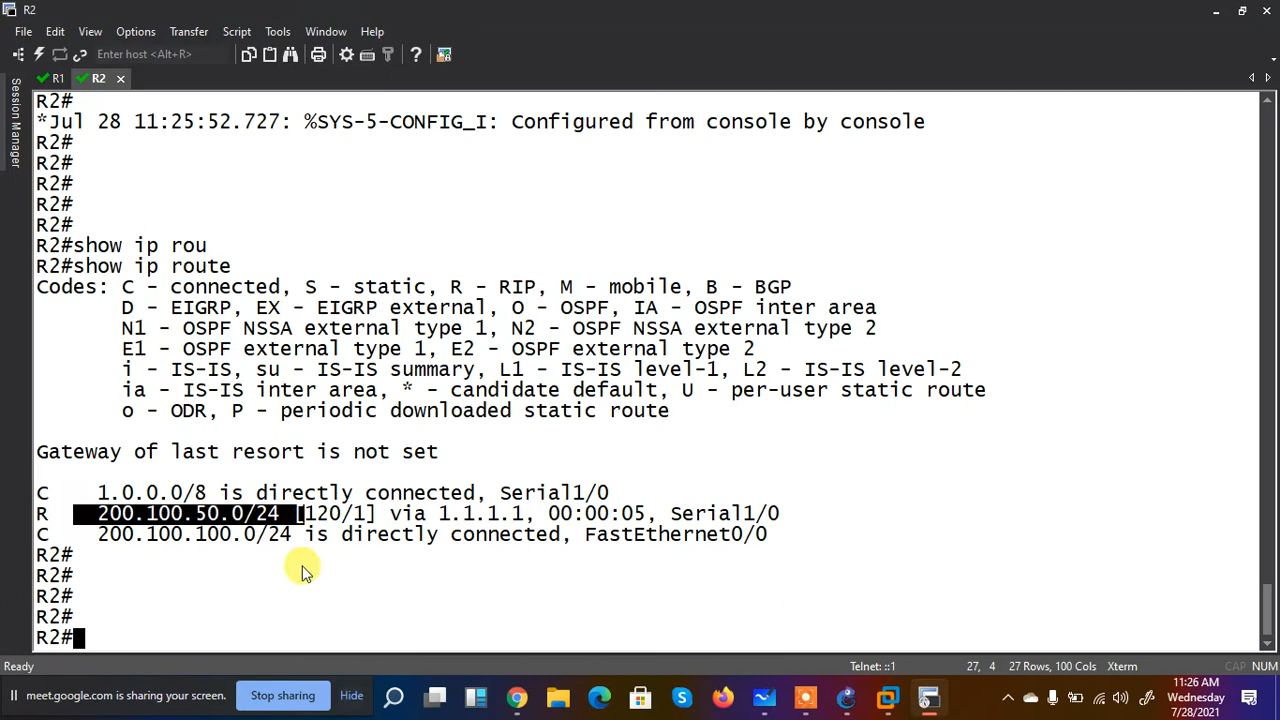 R2
File Edit View Options Transfer Script Tools Window Help
Enter host <Alt+R>
R1 R2
Session Manager
R2#
*Jul 28 11:25:52.727: %SYS-5-CONFIG_I: Configured from console by console
R2#
R2#
R2#
R2#
R2#
R2#show ip rou
R2#show ip route
Codes: C - connected, S - static, R - RIP, M - mobile, B - BGP
D - EIGRP, EX - EIGRP external, O - OSPF, IA - OSPF inter area
N1 - OSPF NSSA external type 1, N2 - OSPF NSSA external type 2
E1 - OSPF external type 1, E2 - OSPF external type 2
i - IS-IS, su - IS-IS summary, L1 - IS-IS level-1, L2 - IS-IS level-2
ia - IS-IS inter area, * - candidate default, U - per-user static route
o - ODR, P - periodic downloaded static route
Gateway of last resort is not set
C 1.0.0.0/8 is directly connected, Serial1/0
R 200.100.50.0/24 [120/1] via 1.1.1.1, 00:00:05, Serial1/0
C 200.100.100.0/24 is directly connected, FastEthernet0/0
R2#
R2#
R2#
R2#
R2#
Ready Telnet: ::1 27, 4 27 Rows, 100 Cols Xterm CAP NUM
meet.google.com is sharing your screen. Stop sharing Hide
11:26 AM
Wednesday
7/28/2021